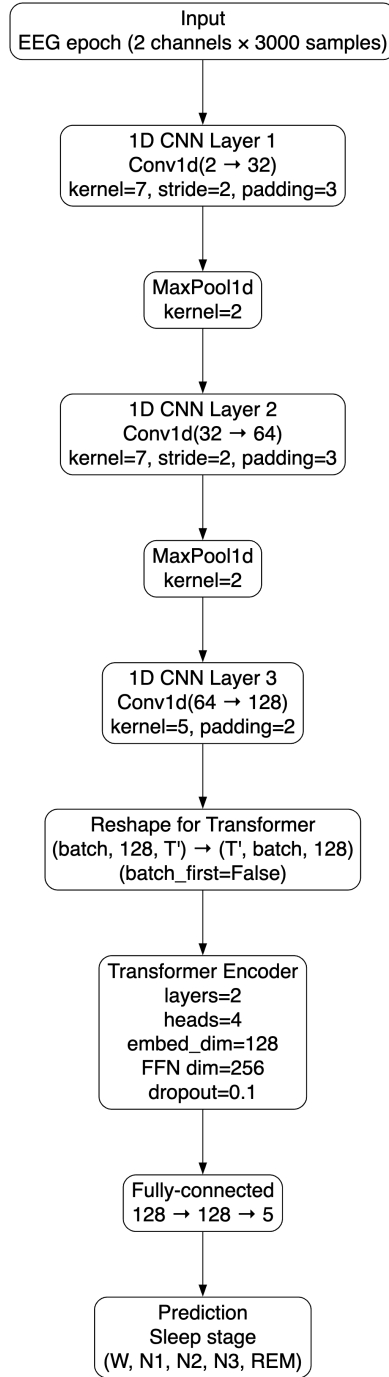 Input
EEG epoch (2 channels × 3000 samples)
1D CNN Layer 1
Conv1d(2 → 32)
kernel=7, stride=2, padding=3
MaxPool1d
kernel=2
1D CNN Layer 2
Conv1d(32 → 64)
kernel=7, stride=2, padding=3
MaxPool1d
kernel=2
1D CNN Layer 3
Conv1d(64 → 128)
kernel=5, padding=2
Reshape for Transformer
(batch, 128, T') → (T', batch, 128)
(batch_first=False)
Transformer Encoder
layers=2
heads=4
embed_dim=128
FFN dim=256
dropout=0.1
Fully-connected
128 → 128 → 5
Prediction
Sleep stage
(W, N1, N2, N3, REM)